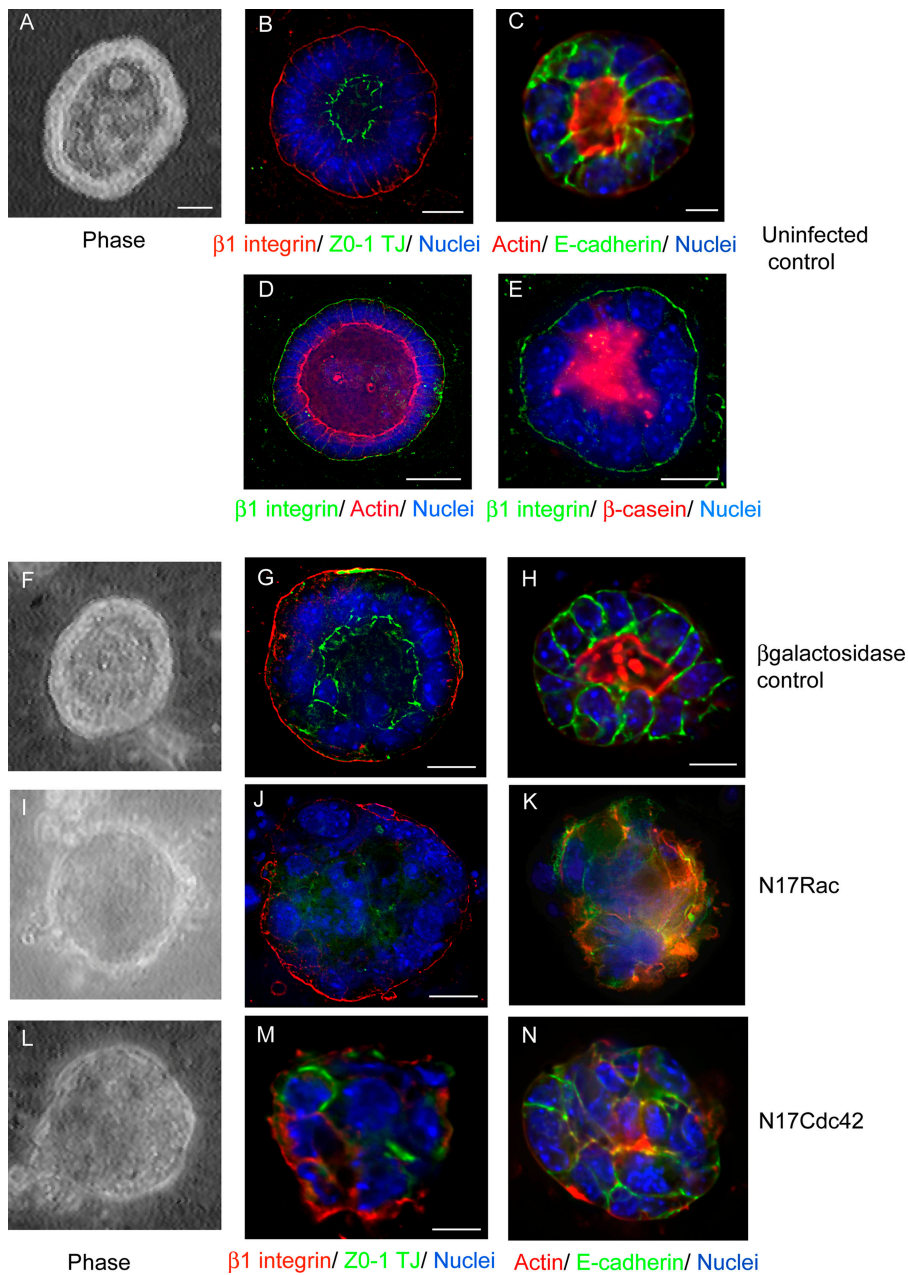 A
B
C
Phase
β1 integrin/ Z0-1 TJ/ Nuclei
Actin/ E-cadherin/ Nuclei
Uninfected
control
D
E
β1 integrin/ Actin/ Nuclei
β1 integrin/ β-casein/ Nuclei
F
G
H
βgalactosidase
control
I
J
K
N17Rac
L
M
N
N17Cdc42
Phase
β1 integrin/ Z0-1 TJ/ Nuclei
Actin/ E-cadherin/ Nuclei